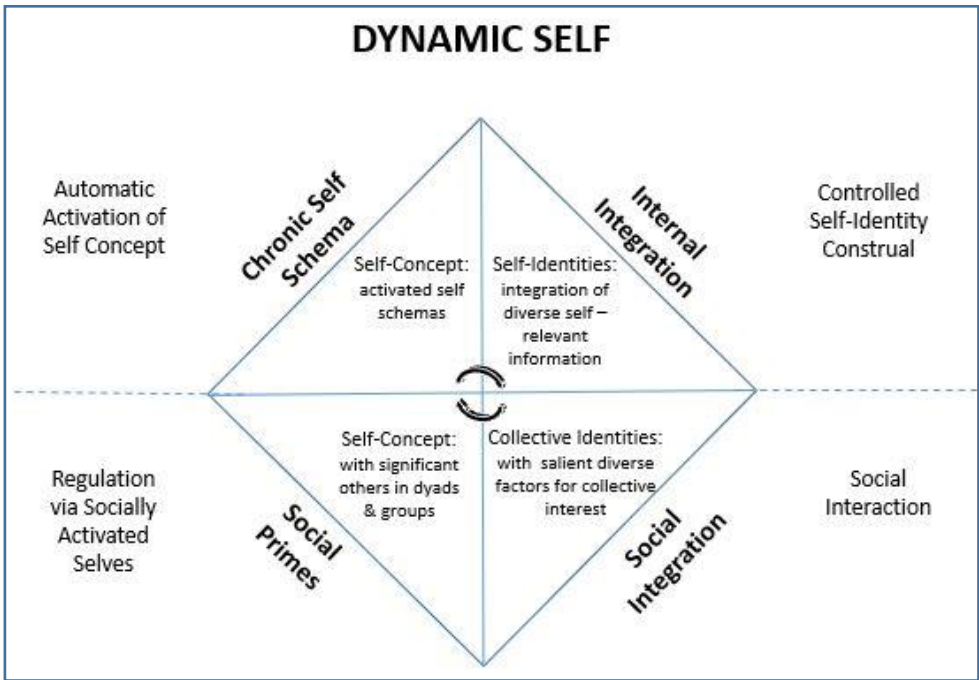 DYNAMIC SELF
Automatic
Activation of
Self Concept
Chronic Self
Schema
Self-Concept:
activated self
schemas
Self-Identities:
integration of
diverse self –
relevant
information
Internal
Integration
Controlled
Self-Identity
Construal
Regulation
via Socially
Activated
Selves
Social
Primes
Self-Concept:
with significant
others in dyads
& groups
Collective Identities:
with salient diverse
factors for collective
interest
Social
Integration
Social
Interaction